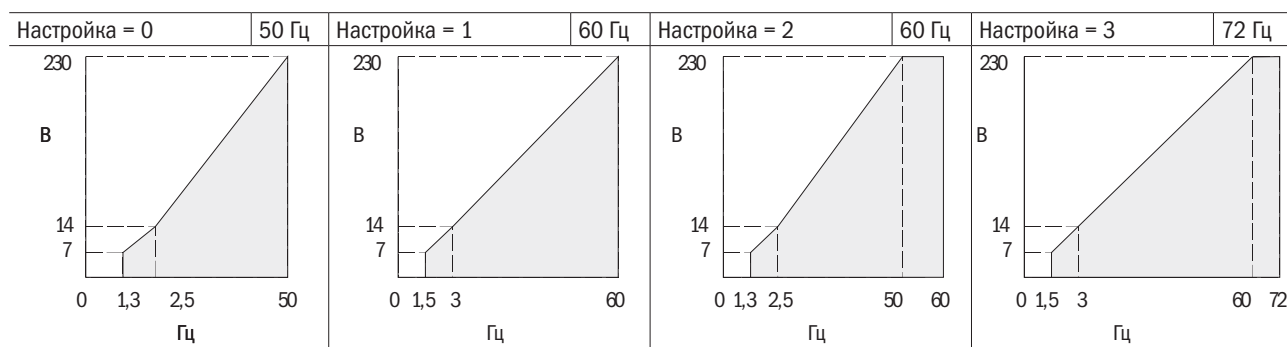 Настройка = 0 50 Гц
230
В
14
7
0 1,3 2,5 50
Гц
Настройка = 1 60 Гц
230
В
14
7
0 1,5 3 60
Гц
Настройка = 2 60 Гц
230
В
14
7
0 1,3 2,5 50 60
Гц
Настройка = 3 72 Гц
230
В
14
7
0 1,5 3 60 72
Гц